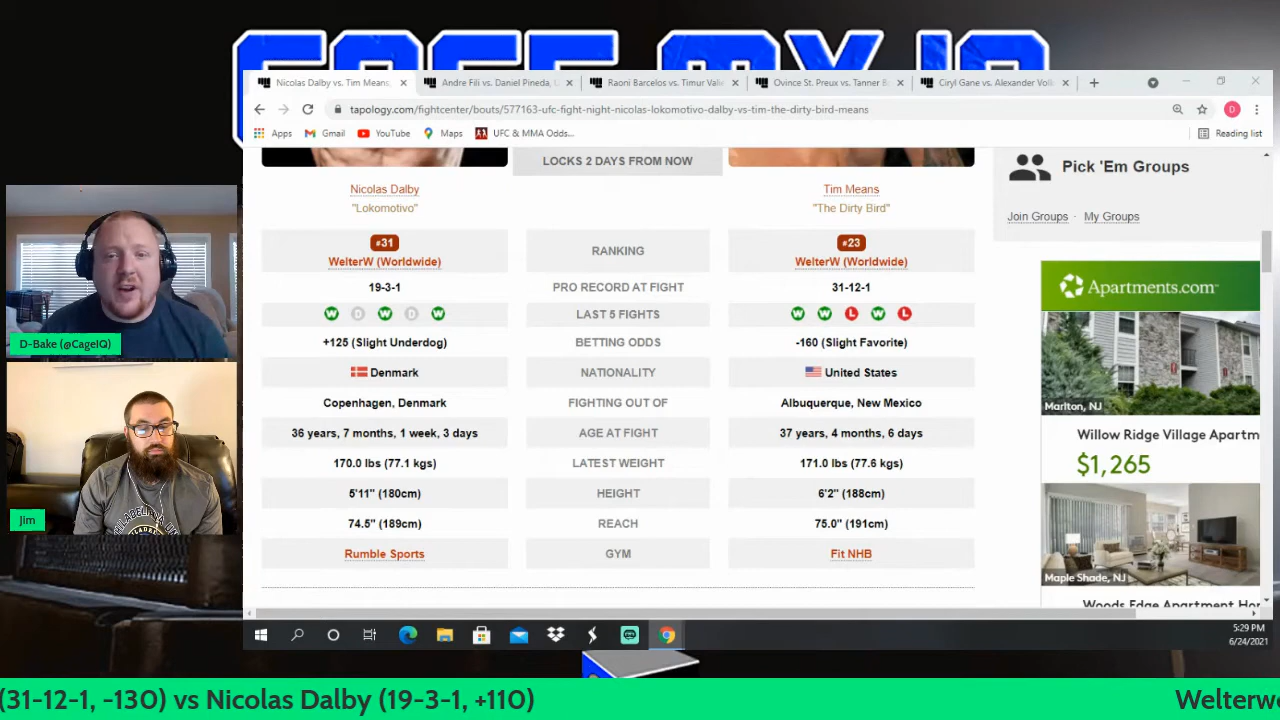 CAGE MY IQ
Nicolas Dalby vs. Tim Means,
Andre Fili vs. Daniel Pineda,
Raoni Barcelos vs. Timur Vali
Ovince St. Preux vs. Tanner B
Ciryl Gane vs. Alexander Volk
tapology.com/fightcenter/bouts/577163-ufc-fight-night-nicolas-lokomotivo-dalby-vs-tim-the-dirty-bird-means
D
Apps Gmail YouTube Maps UFC & MMA Odds... Reading list
LOCKS 2 DAYS FROM NOW
Pick 'Em Groups
Join Groups · My Groups
Nicolas Dalby Tim Means
"Lokomotivo" "The Dirty Bird"
#31 RANKING #23
WelterW (Worldwide) WelterW (Worldwide)
19-3-1 PRO RECORD AT FIGHT 31-12-1
W D W D W LAST 5 FIGHTS W W L W L
+125 (Slight Underdog) BETTING ODDS -160 (Slight Favorite)
Denmark NATIONALITY United States
Copenhagen, Denmark FIGHTING OUT OF Albuquerque, New Mexico
36 years, 7 months, 1 week, 3 days AGE AT FIGHT 37 years, 4 months, 6 days
170.0 lbs (77.1 kgs) LATEST WEIGHT 171.0 lbs (77.6 kgs)
5'11" (180cm) HEIGHT 6'2" (188cm)
74.5" (189cm) REACH 75.0" (191cm)
Rumble Sports GYM Fit NHB
Apartments.com
Marlton, NJ
Willow Ridge Village Apartm
$1,265
Maple Shade, NJ
Woods Edge Apartment Hor
D-Bake (@CageIQ)
Jim
5:29 PM
6/24/2021
(31-12-1, -130) vs Nicolas Dalby (19-3-1, +110) Welterwe